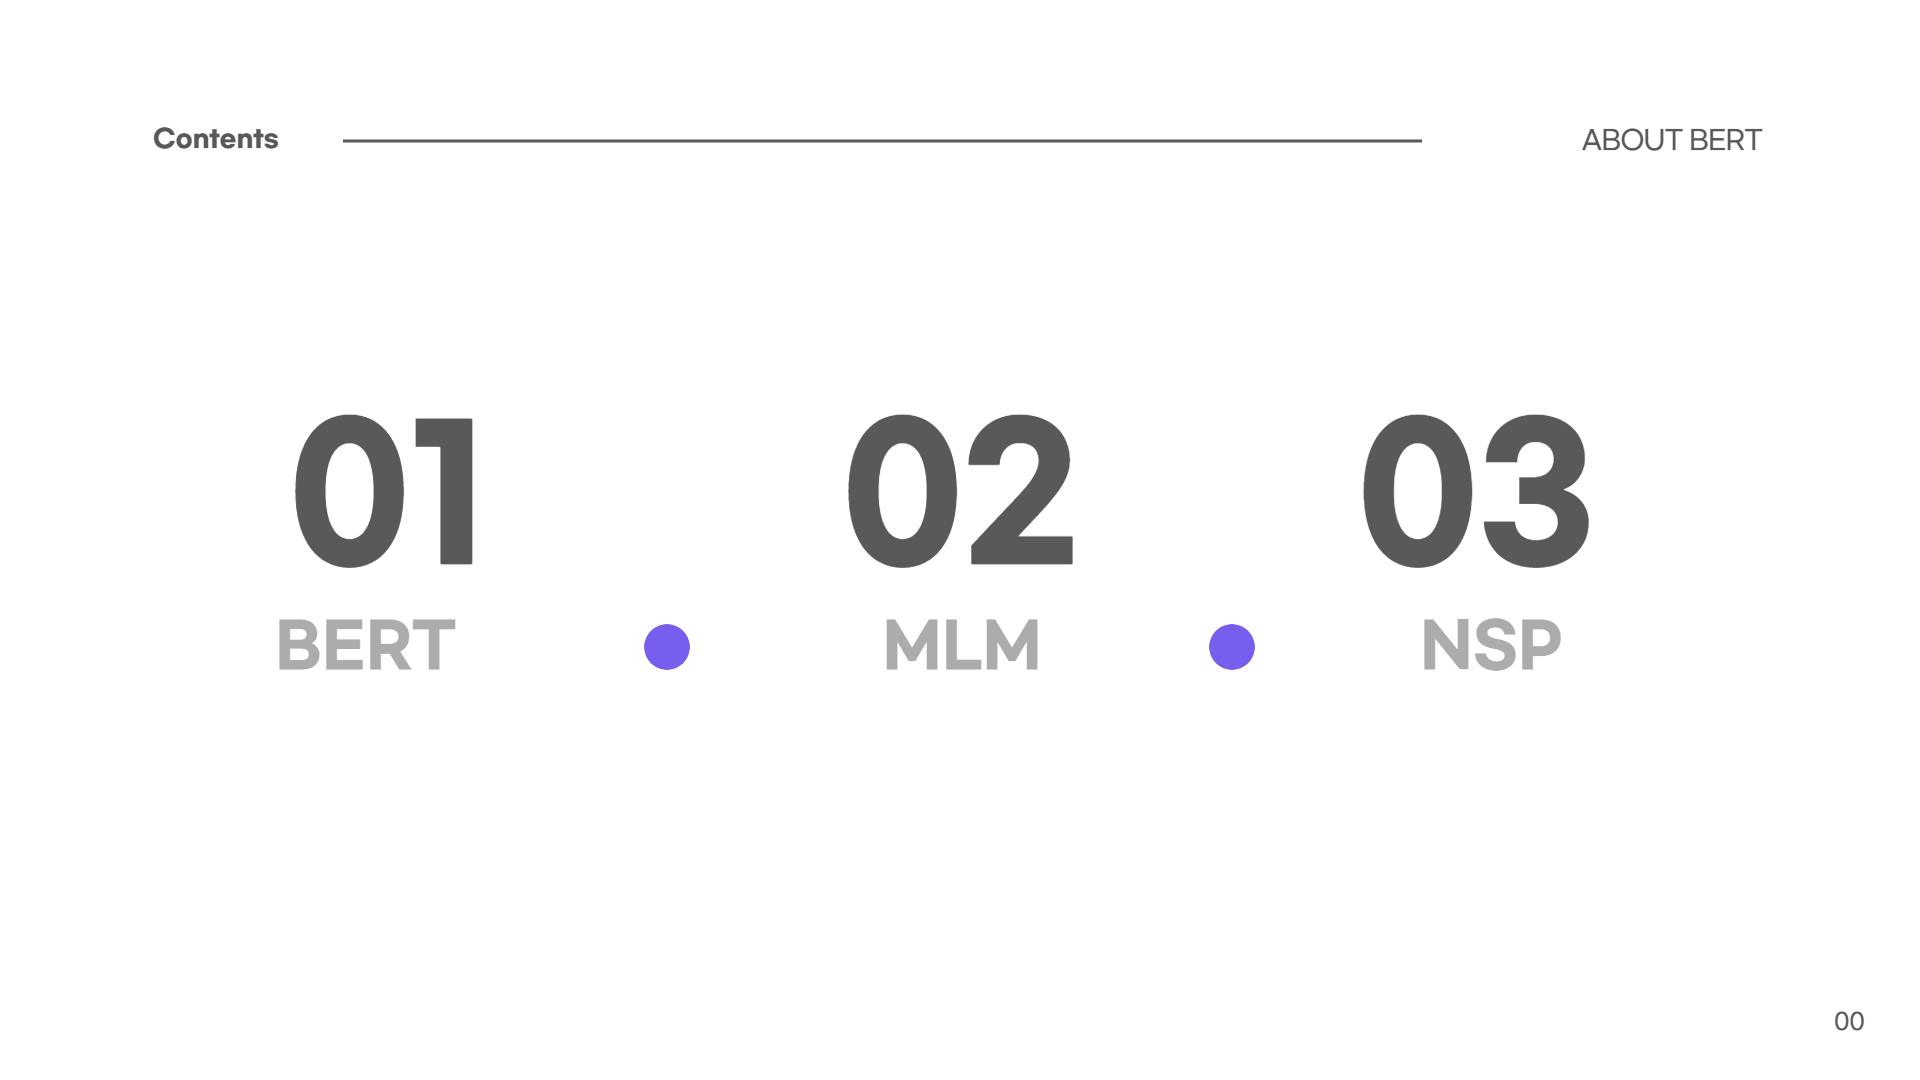 Contents
ABOUT BERT
01
02
03
BERT
MLM
NSP
00